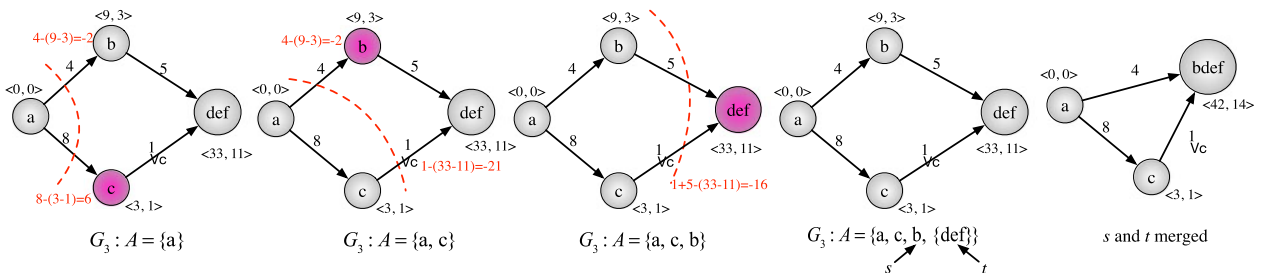 <9, 3>
4-(9-3)=-2
b
4
5
<0, 0>
a
def
8
1
Vc
<33, 11>
c
8-(3-1)=6
<3, 1>
G3 : A = {a}
<9, 3>
4-(9-3)=-2
b
4
5
<0, 0>
a
def
8
1
Vc
<33, 11>
1-(33-11)=-21
c
<3, 1>
G3 : A = {a, c}
<9, 3>
b
4
5
<0, 0>
a
def
8
1
Vc
<33, 11>
c
1+5-(33-11)=-16
<3, 1>
G3 : A = {a, c, b}
<9, 3>
b
4
5
<0, 0>
a
def
8
1
Vc
<33, 11>
c
<3, 1>
G3 : A = {a, c, b, {def}}
s
t
bdef
4
<0, 0>
a
<42, 14>
8
1
Vc
c
<3, 1>
s and t merged